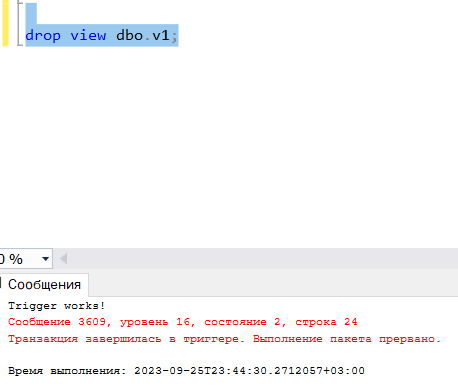 drop view dbo.v1;
0 %
Сообщения
Trigger works!
Сообщение 3609, уровень 16, состояние 2, строка 24
Транзакция завершилась в триггере. Выполнение пакета прервано.
Время выполнения: 2023-09-25T23:44:30.2712057+03:00